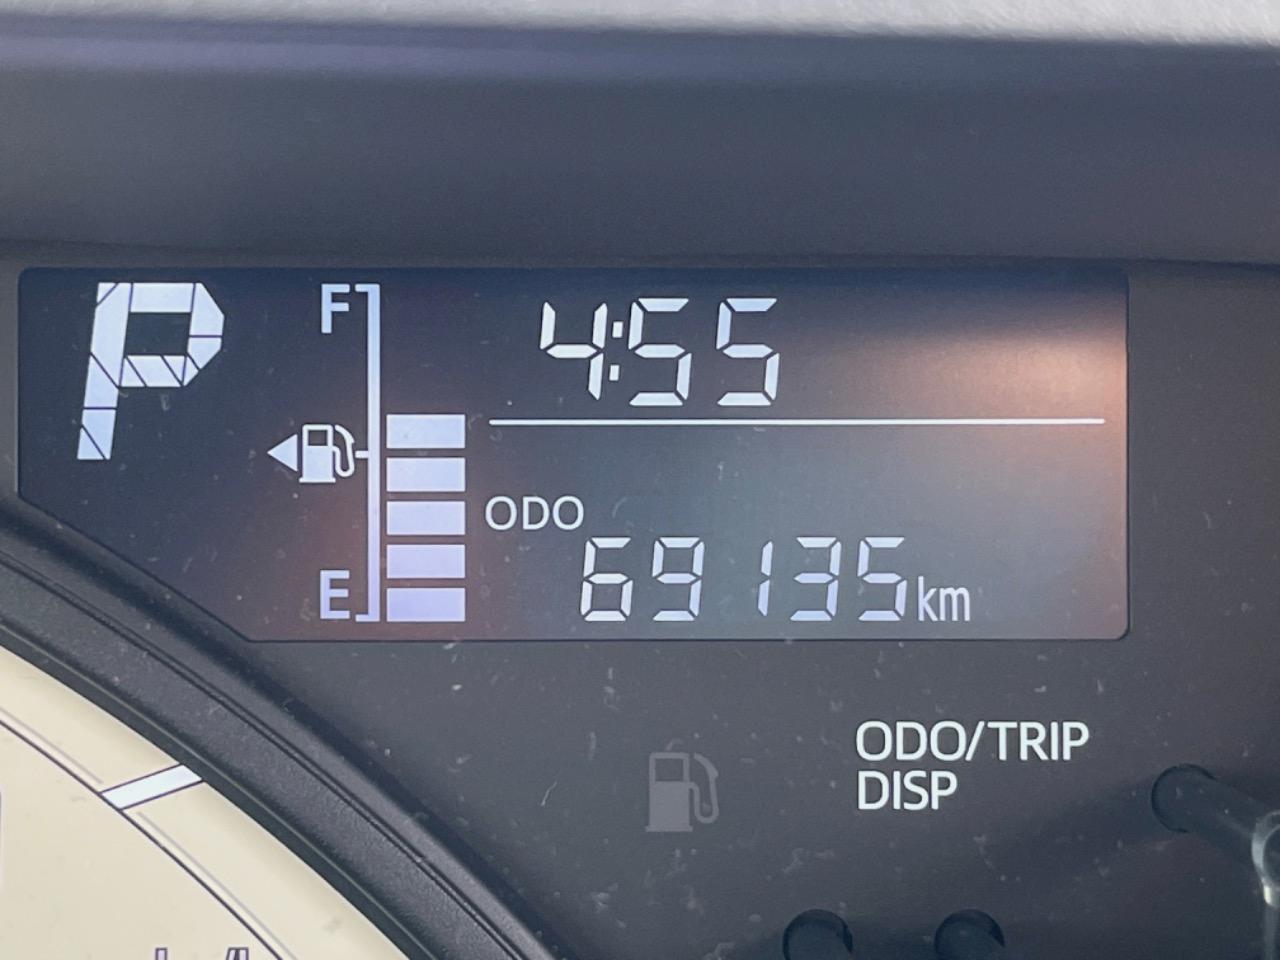 P
F
4:55
ODO
E
69135km
ODO/TRIP
DISP